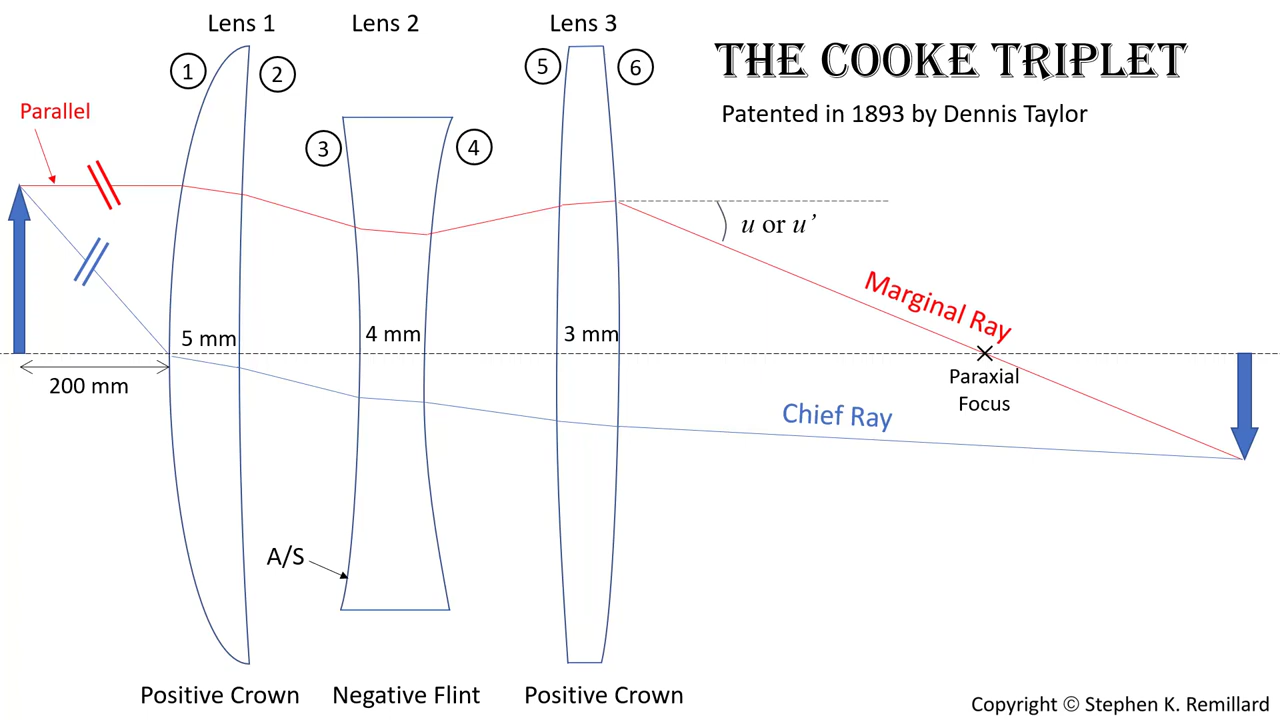 Lens 1
Lens 2
Lens 3
THE COOKE TRIPLET
Patented in 1893 by Dennis Taylor
1
2
5
6
Parallel
3
4
u or u’
Marginal Ray
5 mm
4 mm
3 mm
200 mm
Paraxial
Focus
Chief Ray
A/S
Positive Crown
Negative Flint
Positive Crown
Copyright © Stephen K. Remillard